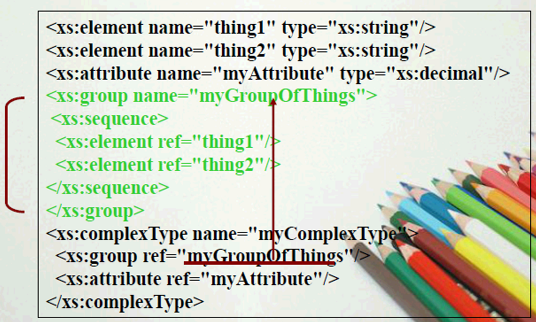 <xs:element name="thing1" type="xs:string"/>
<xs:element name="thing2" type="xs:string"/>
<xs:attribute name="myAttribute" type="xs:decimal"/>
<xs:group name="myGroupOfThings">
<xs:sequence>
<xs:element ref="thing1"/>
<xs:element ref="thing2"/>
</xs:sequence>
</xs:group>
<xs:complexType name="myComplexType">
<xs:group ref="myGroupOfThings"/>
<xs:attribute ref="myAttribute"/>
</xs:complexType>